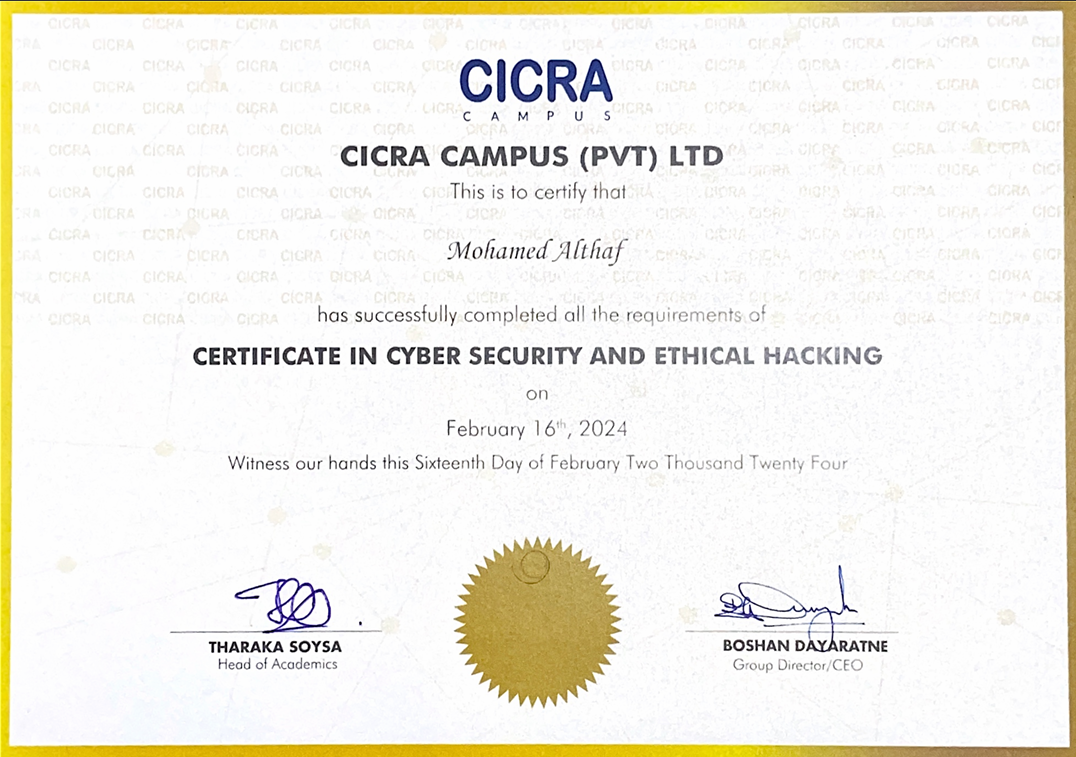 CICRA
CAMPUS
CICRA CAMPUS (PVT) LTD
This is to certify that
Mohamed Althaf
has successfully completed all the requirements of
CERTIFICATE IN CYBER SECURITY AND ETHICAL HACKING
on
February 16th, 2024
Witness our hands this Sixteenth Day of February Two Thousand Twenty Four
THARAKA SOYSA
Head of Academics
BOSHAN DAYARATNE
Group Director/CEO